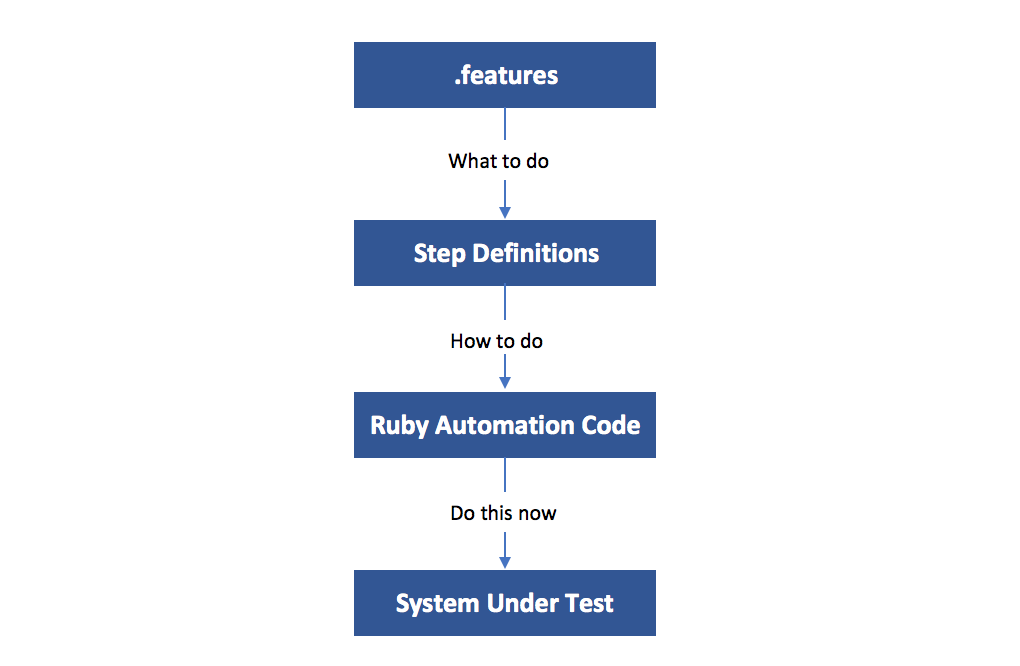 .features
What to do
Step Definitions
How to do
Ruby Automation Code
Do this now
System Under Test